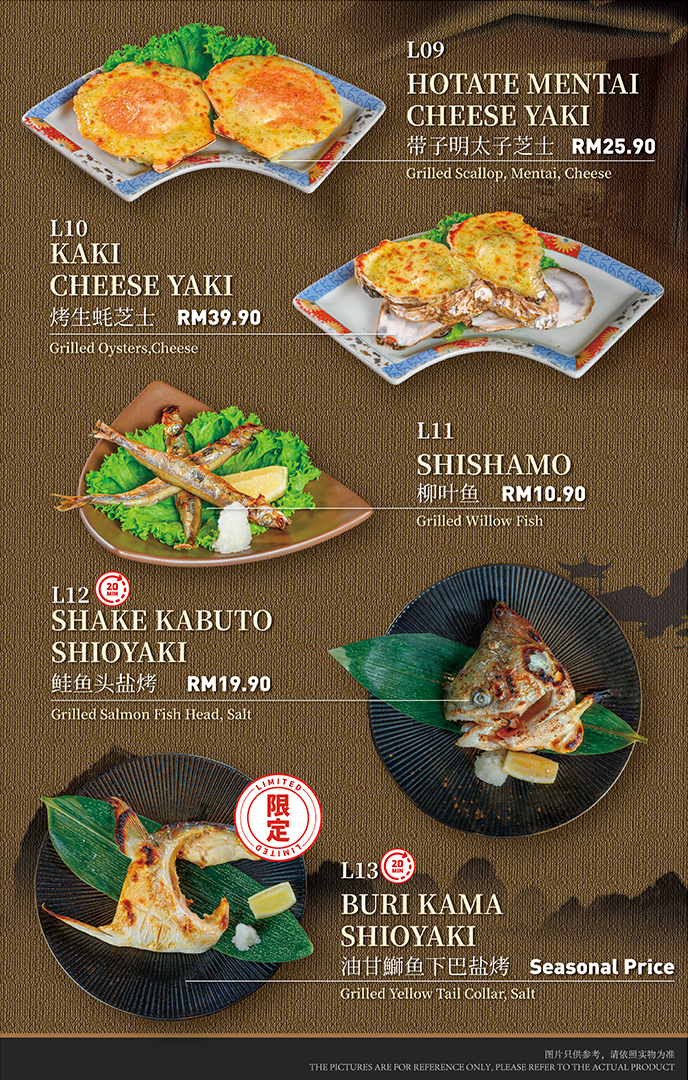 L09
HOTATE MENTAI
CHEESE YAKI
带子明太子芝士 RM25.90
Grilled Scallop, Mentai, Cheese
L10
KAKI
CHEESE YAKI
烤生蚝芝士 RM39.90
Grilled Oysters,Cheese
L11
SHISHAMO
柳叶鱼 RM10.90
Grilled Willow Fish
L12 20 MIN
SHAKE KABUTO
SHIOYAKI
鲑鱼头盐烤 RM19.90
Grilled Salmon Fish Head, Salt
LIMITED
限
定
LIMITED
L13 20 MIN
BURI KAMA
SHIOYAKI
油甘鰤鱼下巴盐烤 Seasonal Price
Grilled Yellow Tail Collar, Salt
图片只供参考，请依照实物为准
THE PICTURES ARE FOR REFERENCE ONLY, PLEASE REFER TO THE ACTUAL PRODUCT